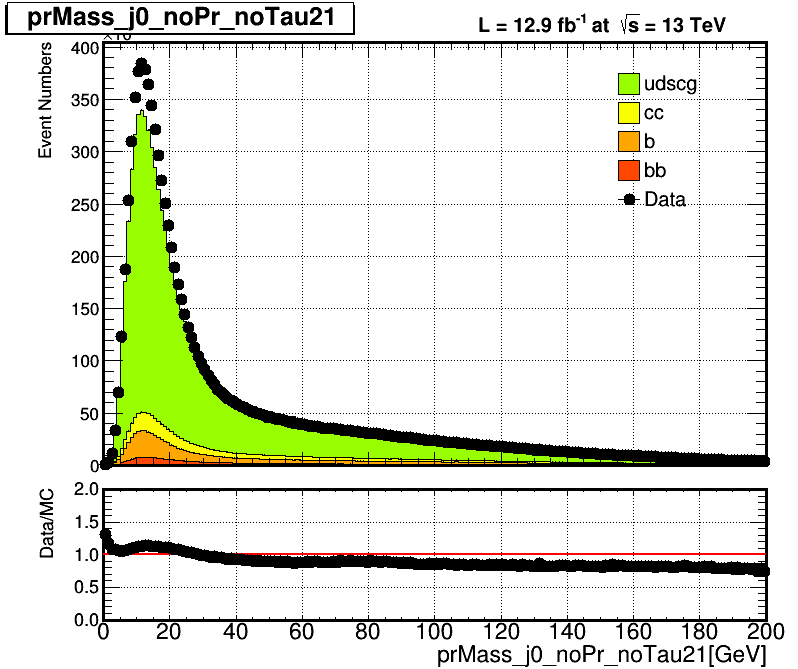 prMass_j0_noPr_noTau21
L = 12.9 fb⁻¹ at √s = 13 TeV
400
350
300
250
200
150
100
50
0
Event Numbers
udscg
cc
b
bb
Data
2.0
1.5
1.0
0.5
0.0
Data/MC
0 20 40 60 80 100 120 140 160 180 200
prMass_j0_noPr_noTau21[GeV]